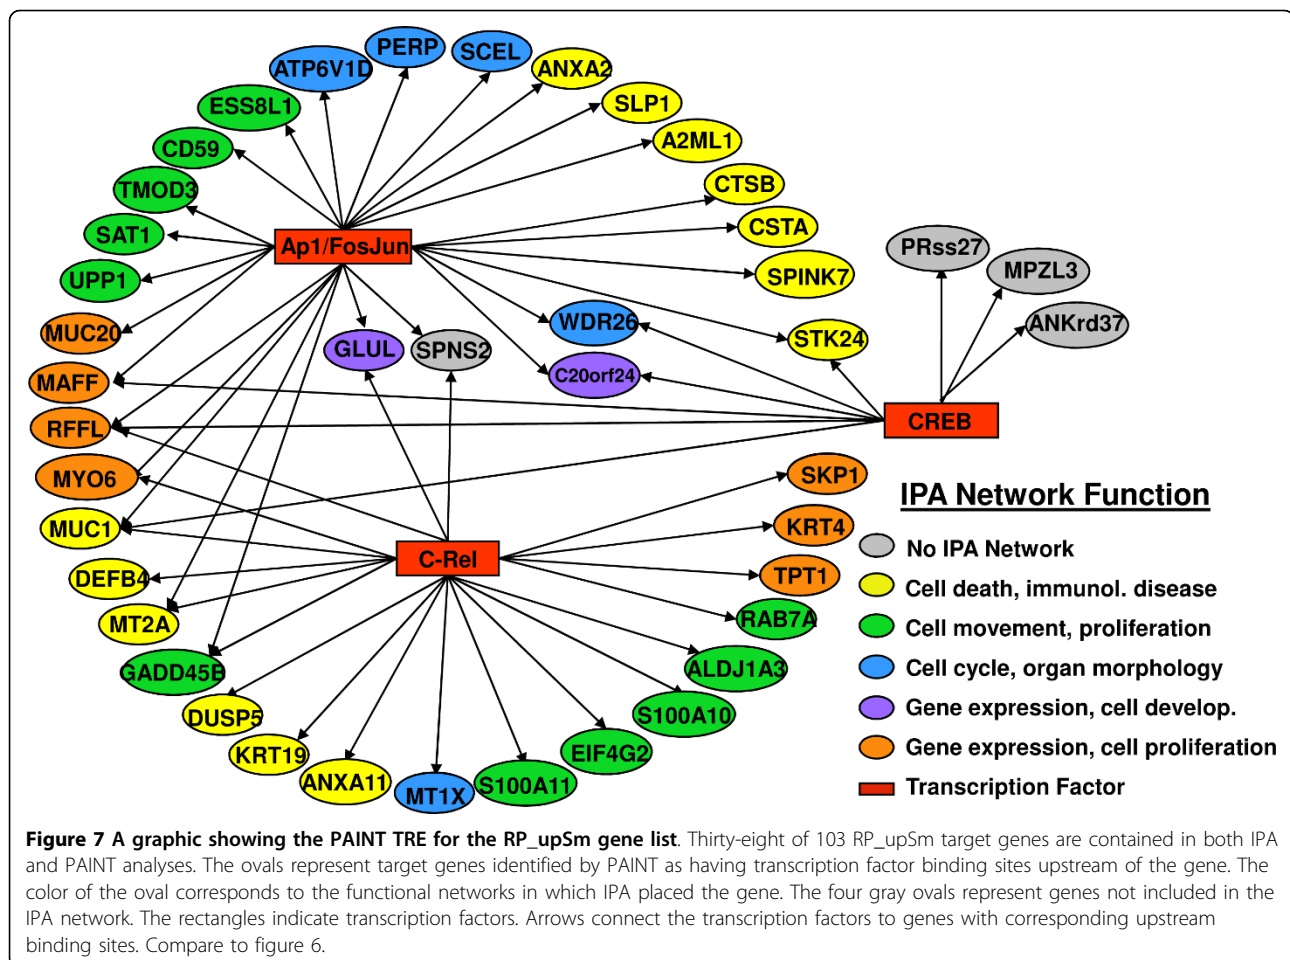 PERP
SCEL
ATP6V1D
ANXA2
ESS8L1
SLP1
CD59
A2ML1
TMOD3
CTSB
SAT1
CSTA
Ap1/FosJun
PRss27
UPP1
SPINK7
MPZL3
MUC20
WDR26
ANKrd37
GLUL
SPNS2
STK24
MAFF
C20orf24
RFFL
CREB
MYO6
SKP1
IPA Network Function
MUC1
KRT4
No IPA Network
C-Rel
DEFB4
TPT1
Cell death, immunol. disease
MT2A
RAB7A
Cell movement, proliferation
GADD45B
ALDJ1A3
Cell cycle, organ morphology
DUSP5
S100A10
Gene expression, cell develop.
KRT19
EIF4G2
Gene expression, cell proliferation
ANXA11
MT1X
S100A11
Transcription Factor
Figure 7 A graphic showing the PAINT TRE for the RP_upSm gene list. Thirty-eight of 103 RP_upSm target genes are contained in both IPA
and PAINT analyses. The ovals represent target genes identified by PAINT as having transcription factor binding sites upstream of the gene. The
color of the oval corresponds to the functional networks in which IPA placed the gene. The four gray ovals represent genes not included in the
IPA network. The rectangles indicate transcription factors. Arrows connect the transcription factors to genes with corresponding upstream
binding sites. Compare to figure 6.